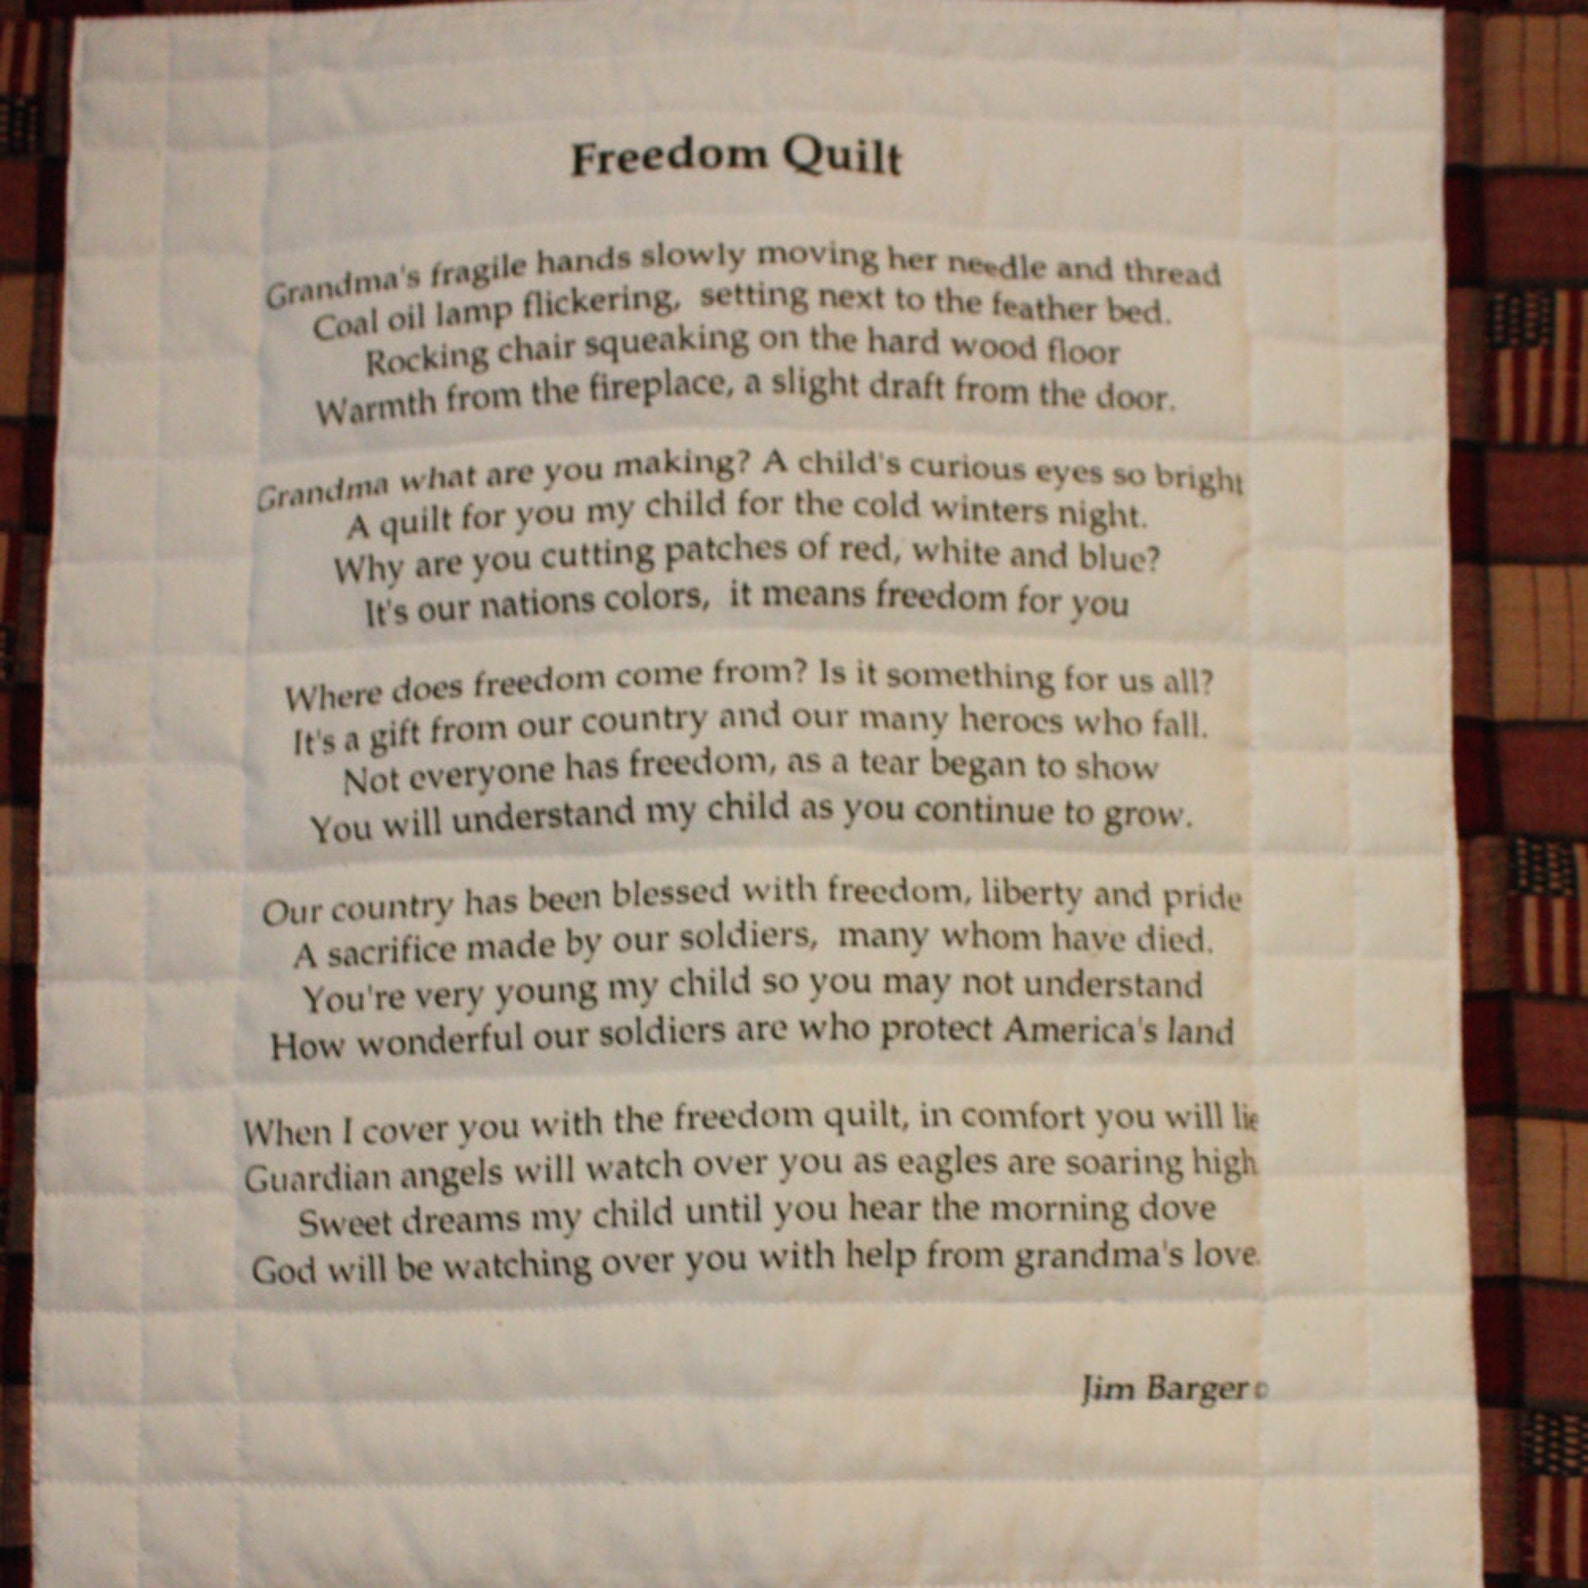 Freedom Quilt
Grandma's fragile hands slowly moving her needle and thread
Coal oil lamp flickering, setting next to the feather bed.
Rocking chair squeaking on the hard wood floor
Warmth from the fireplace, a slight draft from the door.
Grandma what are you making? A child's curious eyes so bright
A quilt for you my child for the cold winters night.
Why are you cutting patches of red, white and blue?
It's our nations colors, it means freedom for you
Where does freedom come from? Is it something for us all?
It's a gift from our country and our many heroes who fall.
Not everyone has freedom, as a tear began to show
You will understand my child as you continue to grow.
Our country has been blessed with freedom, liberty and pride
A sacrifice made by our soldiers, many whom have died.
You're very young my child so you may not understand
How wonderful our soldiers are who protect America's land
When I cover you with the freedom quilt, in comfort you will lie
Guardian angels will watch over you as eagles are soaring high
Sweet dreams my child until you hear the morning dove
God will be watching over you with help from grandma's love.
Jim Barger ©